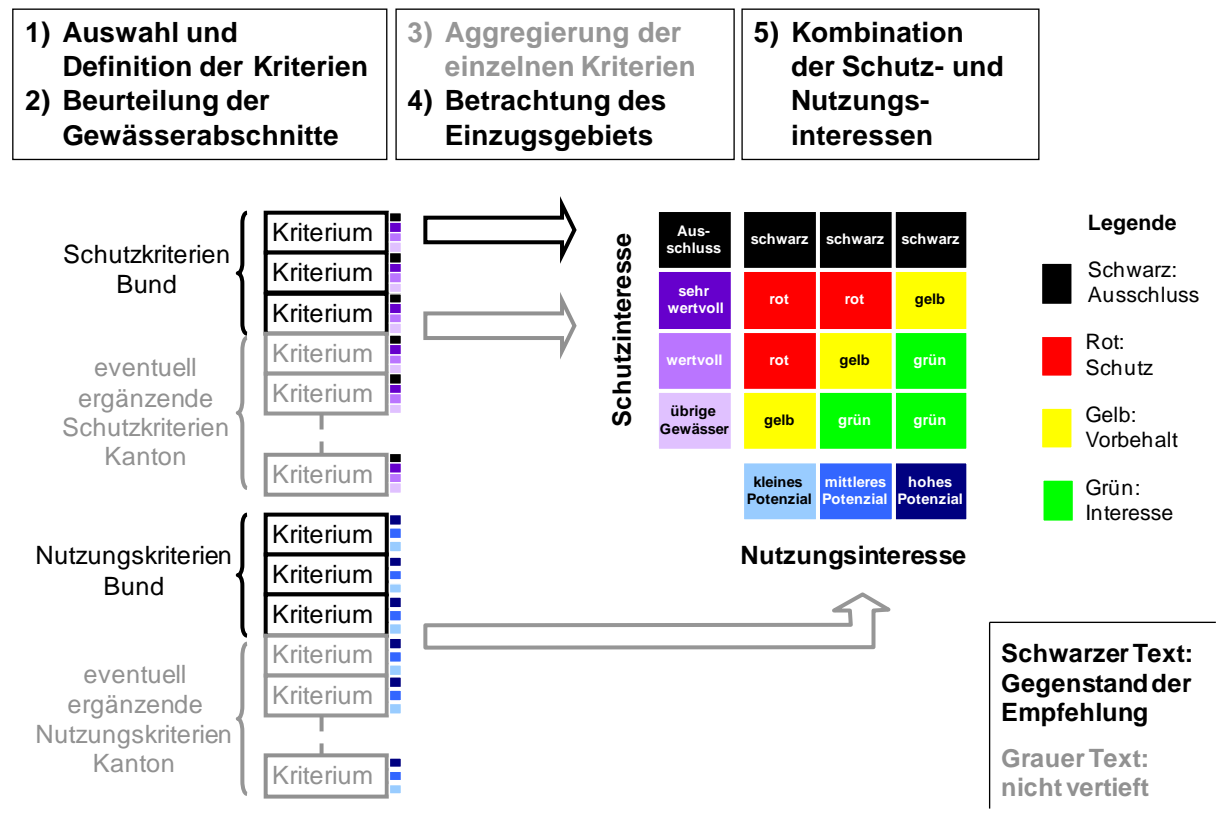 1) Auswahl und
Definition der Kriterien
2) Beurteilung der
Gewässerabschnitte
3) Aggregierung der
einzelnen Kriterien
4) Betrachtung des
Einzugsgebiets
5) Kombination
der Schutz- und
Nutzungs-
interessen
Schutzkriterien
Bund
Kriterium
Kriterium
Kriterium
eventuell
ergänzende
Schutzkriterien
Kanton
Kriterium
Kriterium
Kriterium
Nutzungskriterien
Bund
Kriterium
Kriterium
Kriterium
eventuell
ergänzende
Nutzungskriterien
Kanton
Kriterium
Kriterium
Kriterium
Schutzinteresse
Aus-
schluss
schwarz
schwarz
schwarz
sehr
wertvoll
rot
rot
gelb
wertvoll
rot
gelb
grün
übrige
Gewässer
gelb
grün
grün
kleines
Potenzial
mittleres
Potenzial
hohes
Potenzial
Nutzungsinteresse
Legende
Schwarz:
Ausschluss
Rot:
Schutz
Gelb:
Vorbehalt
Grün:
Interesse
Schwarzer Text:
Gegenstand der
Empfehlung
Grauer Text:
nicht vertieft